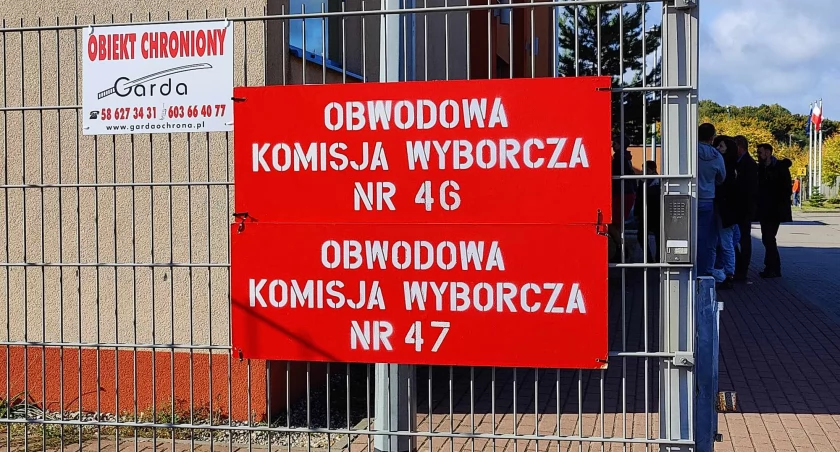 OBIEKT CHRONIONY
Garda
58 627 34 31 603 66 40 77
www.gardaochrona.pl
OBWODOWA
KOMISJA WYBORCZA
NR 46
OBWODOWA
KOMISJA WYBORCZA
NR 47